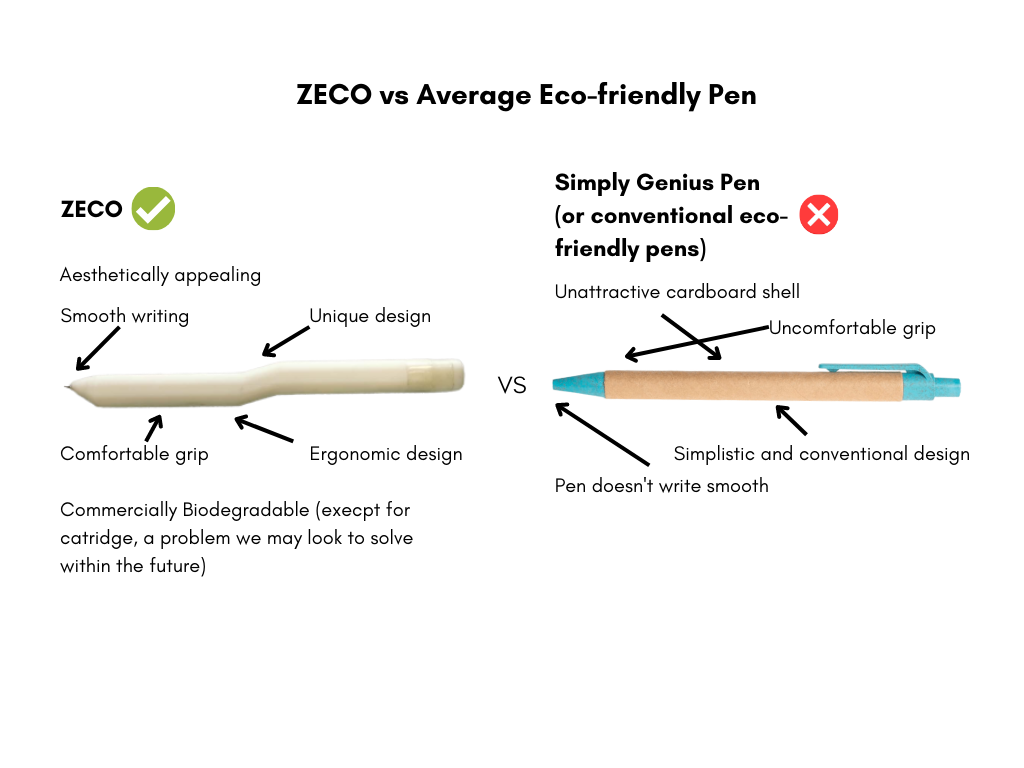 ZECO vs Average Eco-friendly Pen
ZECO
Aesthetically appealing
Smooth writing
Unique design
Comfortable grip
Ergonomic design
Commercially Biodegradable (execpt for
catridge, a problem we may look to solve
within the future)
VS
Simply Genius Pen
(or conventional eco-
friendly pens)
Unattractive cardboard shell
Uncomfortable grip
Simplistic and conventional design
Pen doesn't write smooth